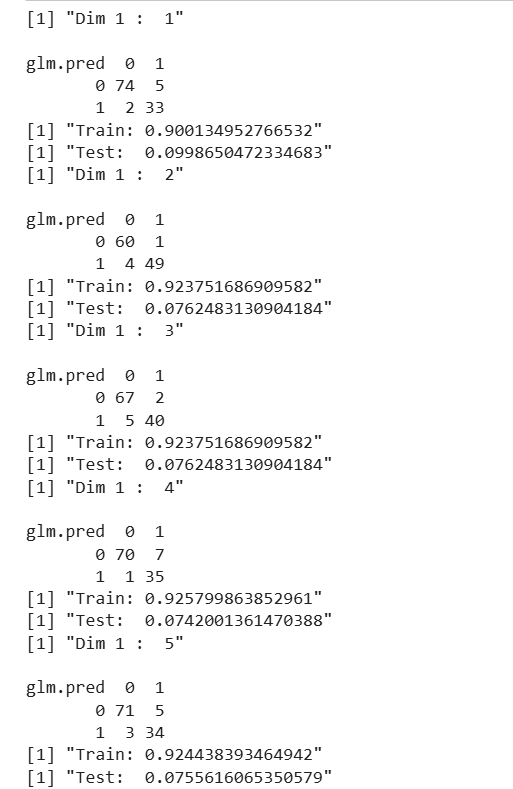 [1] "Dim 1 :  1"
glm.pred  0  1
       0 74  5
       1  2 33
[1] "Train: 0.900134952766532"
[1] "Test:  0.0998650472334683"
[1] "Dim 1 :  2"
glm.pred  0  1
       0 60  1
       1  4 49
[1] "Train: 0.923751686909582"
[1] "Test:  0.0762483130904184"
[1] "Dim 1 :  3"
glm.pred  0  1
       0 67  2
       1  5 40
[1] "Train: 0.923751686909582"
[1] "Test:  0.0762483130904184"
[1] "Dim 1 :  4"
glm.pred  0  1
       0 70  7
       1  1 35
[1] "Train: 0.925799863852961"
[1] "Test:  0.0742001361470388"
[1] "Dim 1 :  5"
glm.pred  0  1
       0 71  5
       1  3 34
[1] "Train: 0.924438393464942"
[1] "Test:  0.0755616065350579"